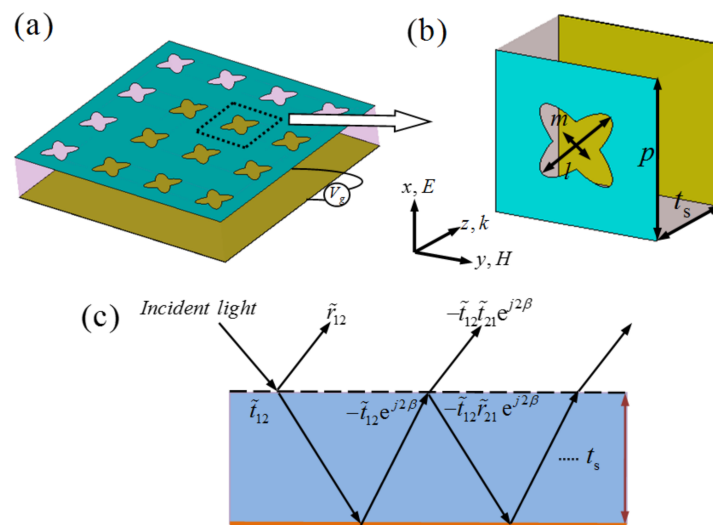 (a)
V_g
(b)
m
l
p
t_s
x, E
z, k
y, H
(c)
Incident light
r̃_12
−t̃_12 t̃_21 e^{j2β}
t̃_12
−t̃_12 e^{j2β}
−t̃_12 r̃_21 e^{j2β}
..... t_s